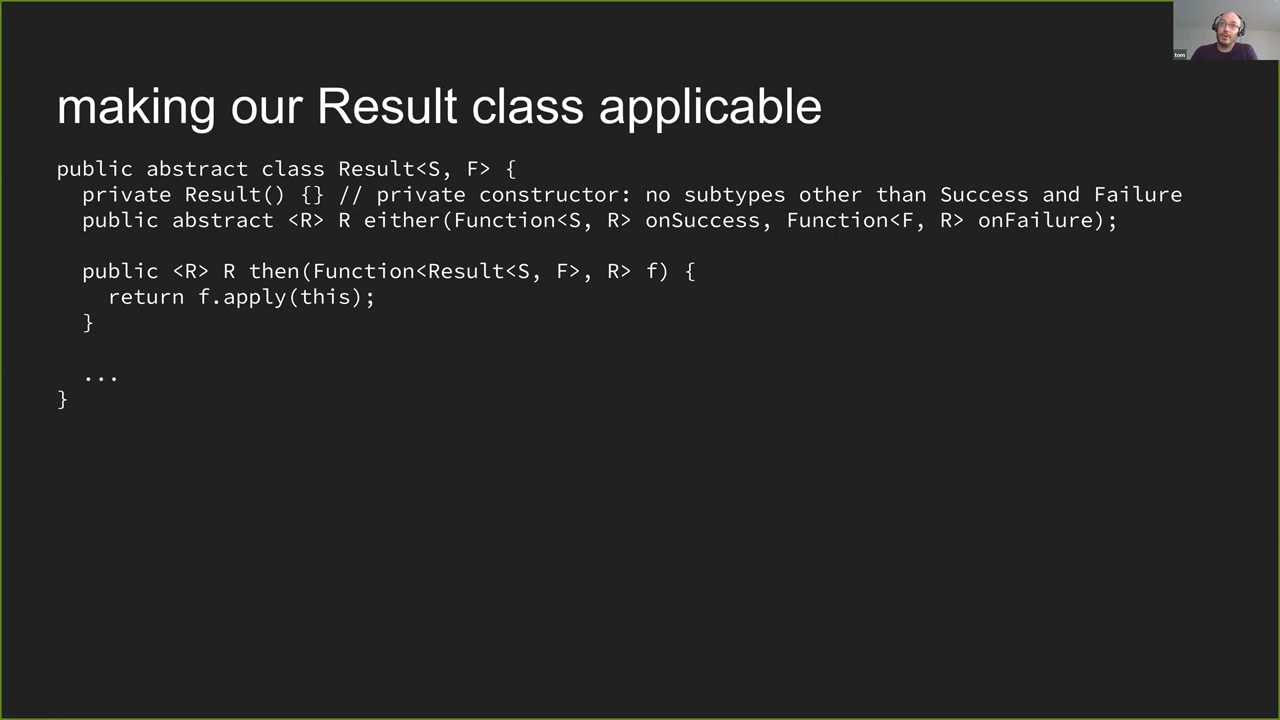 tom
making our Result class applicable
public abstract class Result<S, F> {
private Result() {} // private constructor: no subtypes other than Success and Failure
public abstract <R> R either(Function<S, R> onSuccess, Function<F, R> onFailure);
public <R> R then(Function<Result<S, F>, R> f) {
return f.apply(this);
}
...
}